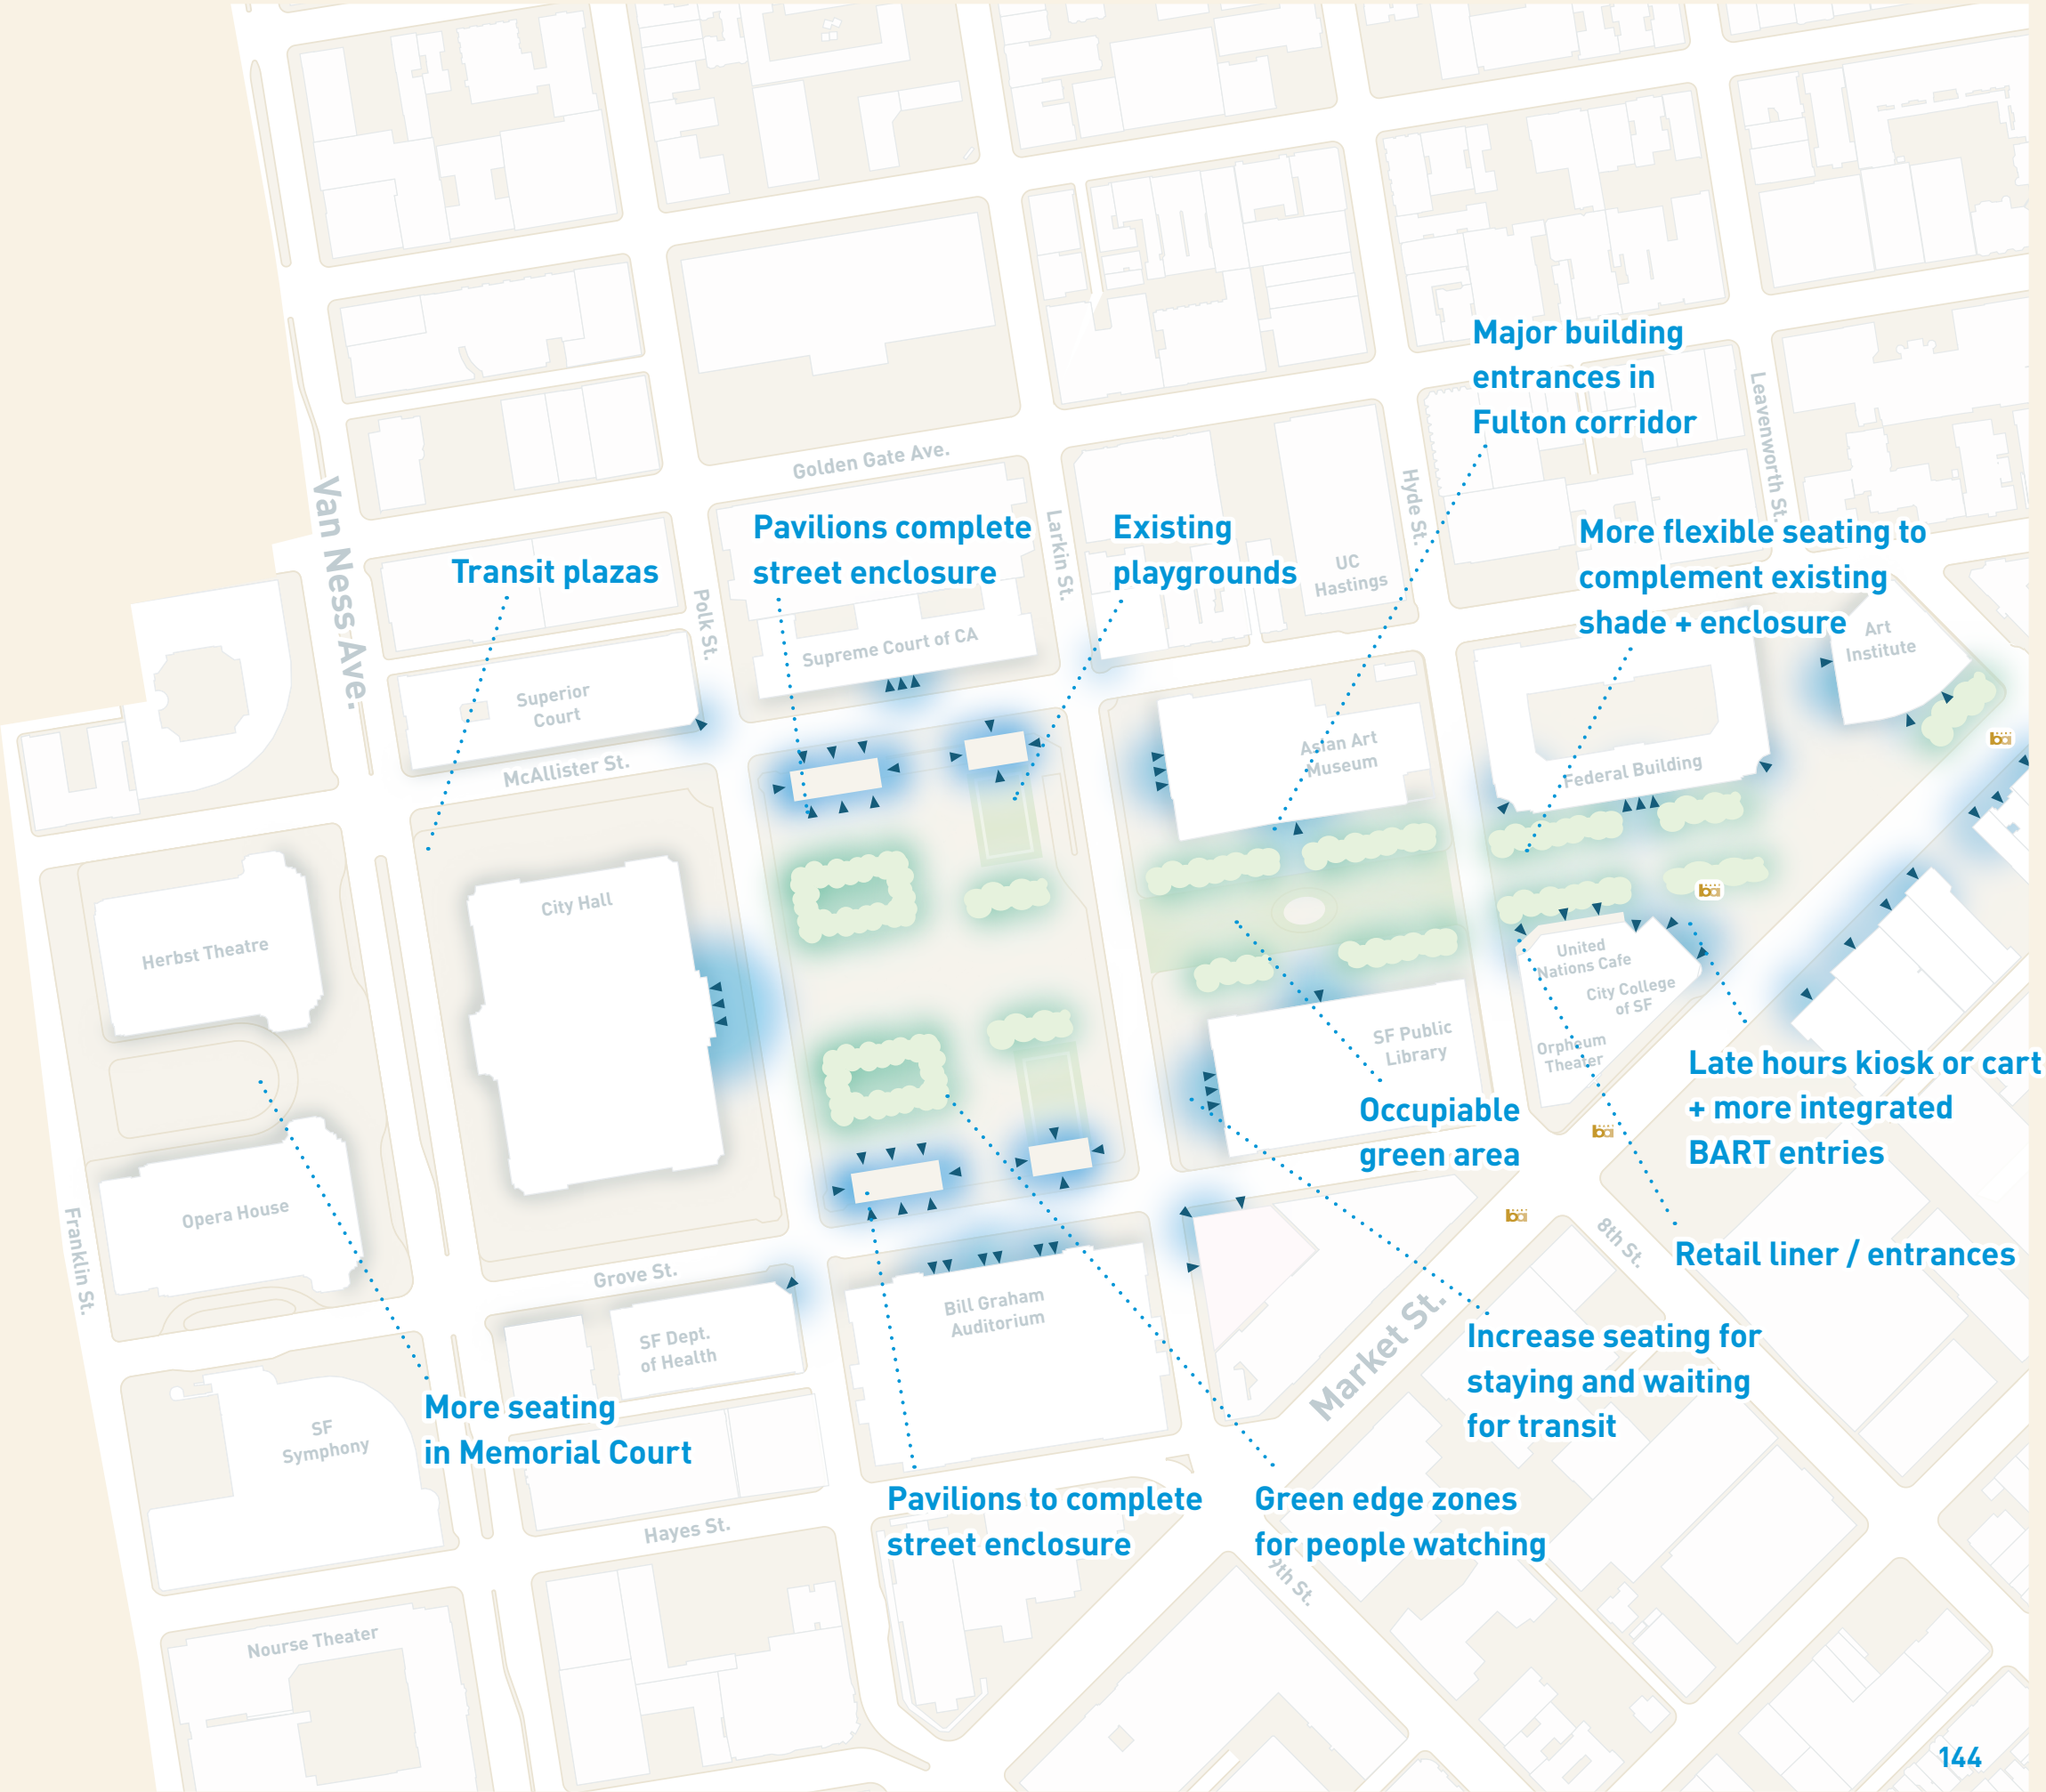 Major building
entrances in
Fulton corridor
Leavenworth St.
Golden Gate Ave.
Hyde St.
Van Ness Ave.
Larkin St.
Pavilions complete
street enclosure
Existing
playgrounds
More flexible seating to
complement existing
shade + enclosure
Transit plazas
UC
Hastings
Polk St.
Supreme Court of CA
Art
Institute
Superior
Court
Asian Art
Museum
Federal Building
McAllister St.
ba
City Hall
ba
Herbst Theatre
United
Nations Cafe
City College
of SF
SF Public
Library
Orpheum
Theater
Late hours kiosk or cart
+ more integrated
BART entries
Occupiable
green area
ba
Opera House
Franklin St.
ba
8th St.
Retail liner / entrances
Grove St.
Bill Graham
Auditorium
SF Dept.
of Health
Market St.
Increase seating for
staying and waiting
for transit
More seating
in Memorial Court
SF
Symphony
Pavilions to complete
street enclosure
Green edge zones
for people watching
Hayes St.
9th St.
Nourse Theater
144